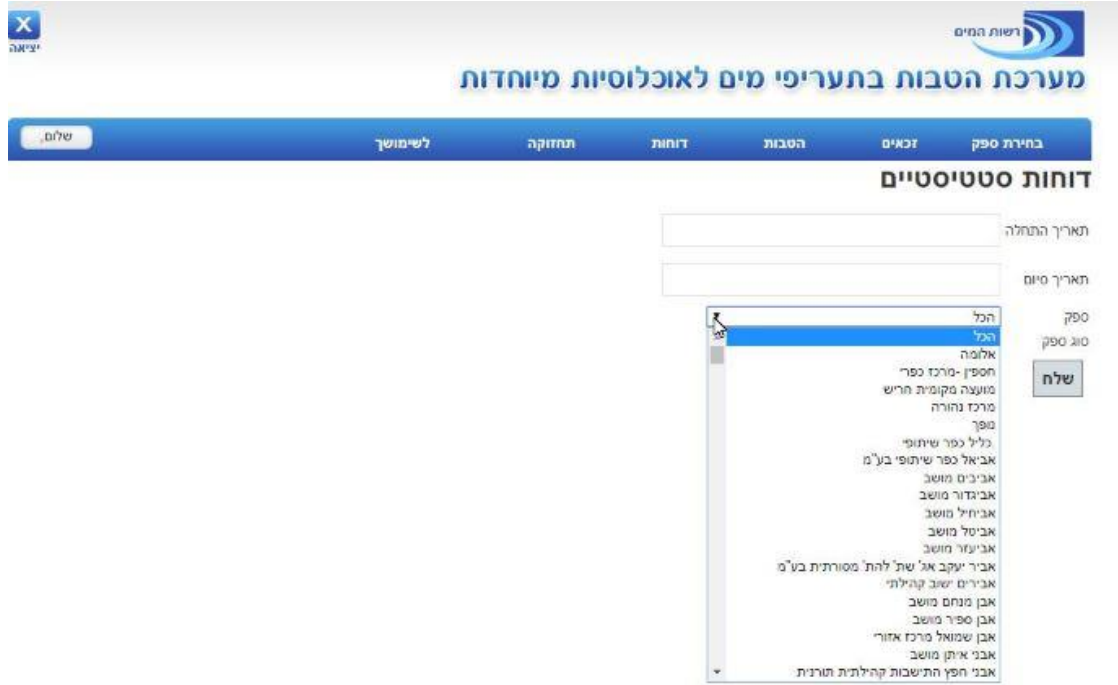 X
יציאה
רשות המים
מערכת הטבות בתעריפי מים לאוכלוסיות מיוחדות
בחירת ספק זכאים הטבות דוחות תחזוקה לשימושך שלום,
דוחות סטטיסטיים
תאריך התחלה
תאריך סיום
ספק הכל
סוג ספק
שלח
הכל
אלומה
חספין -מרכז כפרי
מועצה מקומית חריש
מרכז נהורה
נופך
כליל כפר שיתופי.
אביאל כפר שיתופי בע"מ
אביבים מושב
אביגדור מושב
אביחיל מושב
אביטל מושב
אביעזר מושב
אביר יעקב אג' שת' להת' מסורתית בע"מ
אבירים ישוב קהילתי
אבן מנחם מושב
אבן ספיר מושב
אבן שמואל מרכז אזורי
אבני איתן מושב
אבני חפץ התישבות קהילתית תורנית